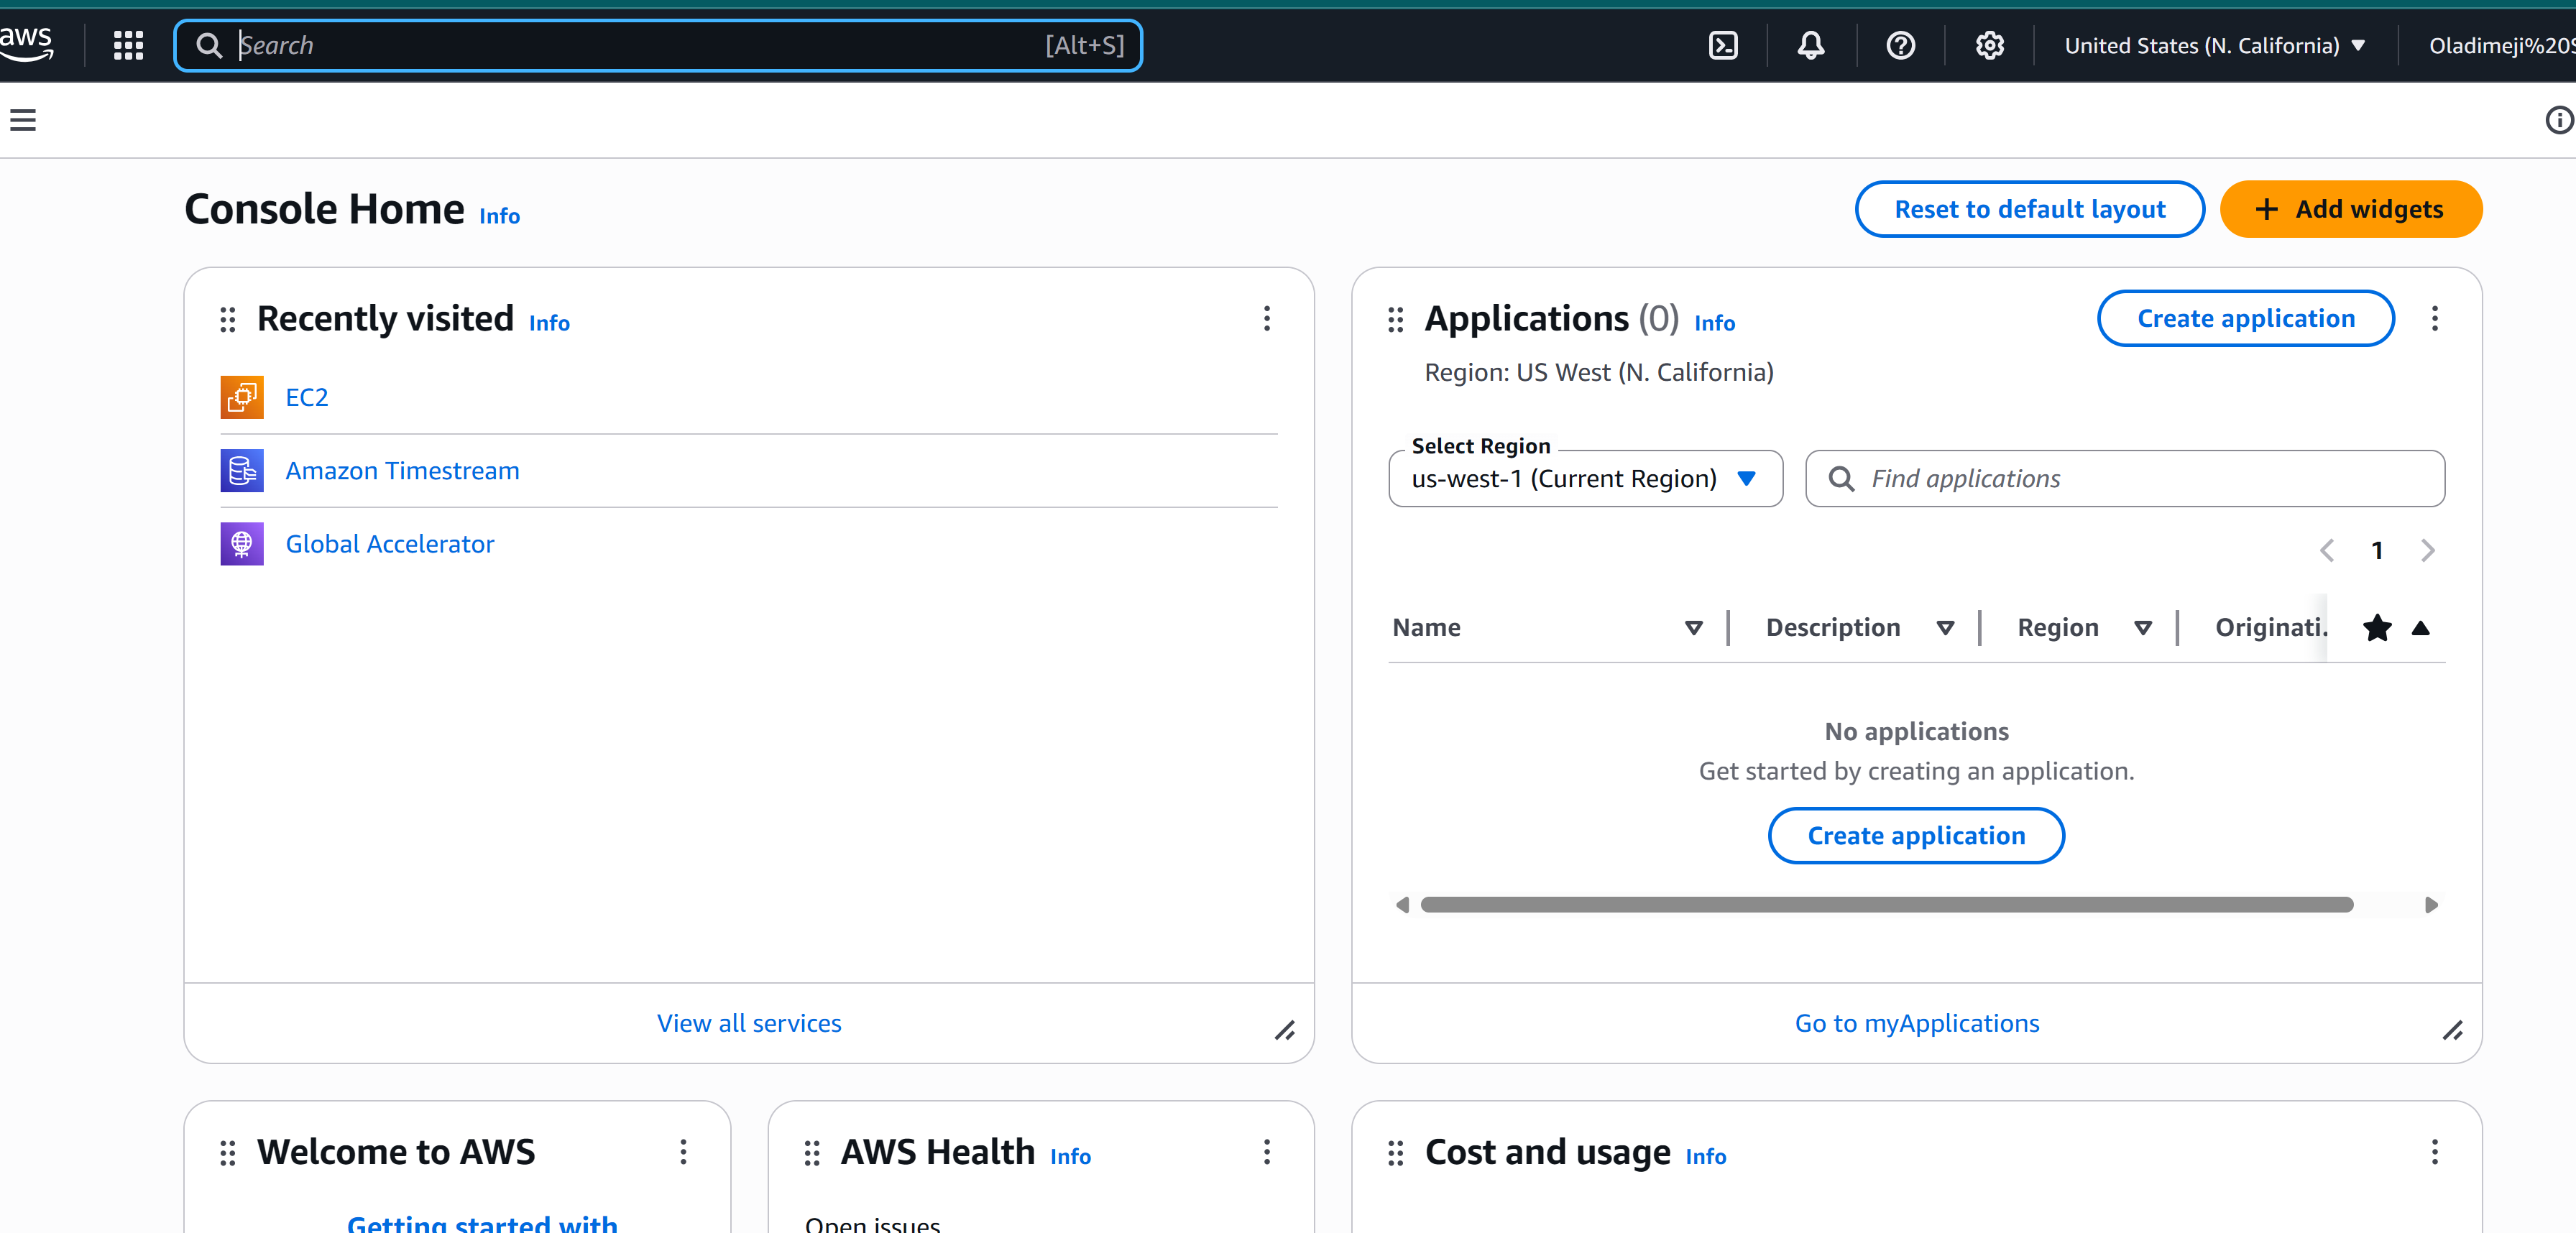 aws
Search [Alt+S]
United States (N. California)
Oladimeji%20S
Console Home Info
Reset to default layout
Add widgets
Recently visited Info
EC2
Amazon Timestream
Global Accelerator
View all services
Applications (0) Info
Create application
Region: US West (N. California)
Select Region
us-west-1 (Current Region)
Find applications
1
Name Description Region Originati.
No applications
Get started by creating an application.
Create application
Go to myApplications
Welcome to AWS
Getting started with
AWS Health Info
Open issues
Cost and usage Info